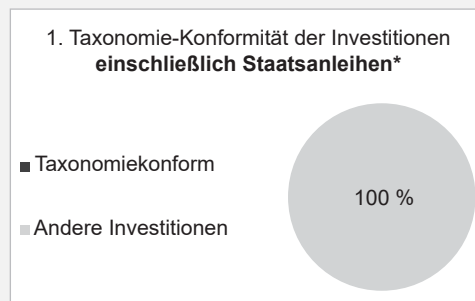 1. Taxonomie-Konformität der Investitionen
einschließlich Staatsanleihen*
Taxonomiekonform
100 %
Andere Investitionen